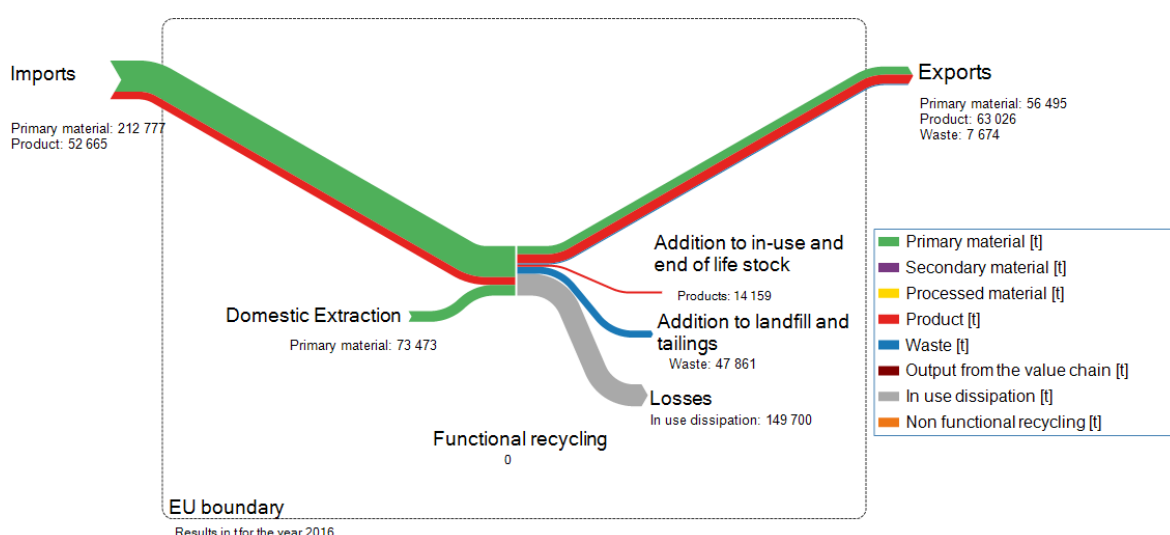 Imports
Primary material: 212 777
Product: 52 665
Exports
Primary material: 56 495
Product: 63 026
Waste: 7 674
Addition to in-use and
end of life stock
Products: 14 159
Domestic Extraction
Primary material: 73 473
Addition to landfill and
tailings
Waste: 47 861
Losses
In use dissipation: 149 700
Functional recycling
0
Primary material [t]
Secondary material [t]
Processed material [t]
Product [t]
Waste [t]
Output from the value chain [t]
In use dissipation [t]
Non functional recycling [t]
EU boundary
Results in t for the year 2016